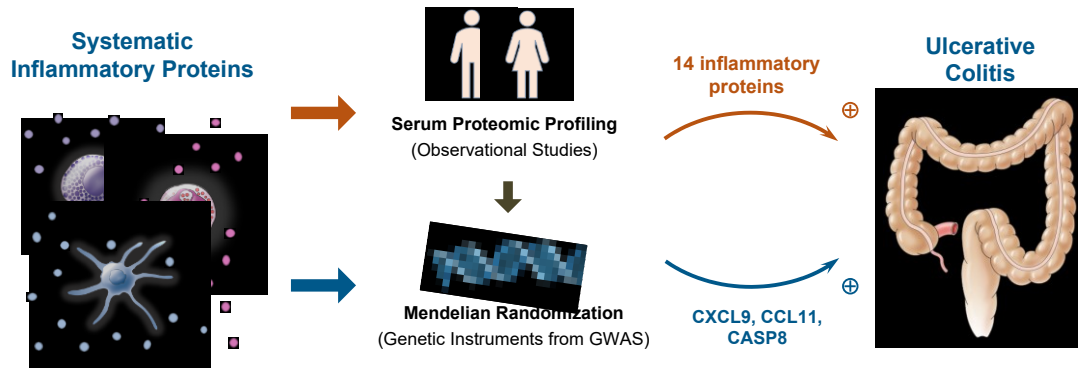 Systematic
Inflammatory Proteins
Serum Proteomic Profiling
(Observational Studies)
Mendelian Randomization
(Genetic Instruments from GWAS)
14 inflammatory
proteins
⊕
CXCL9, CCL11,
CASP8
⊕
Ulcerative
Colitis